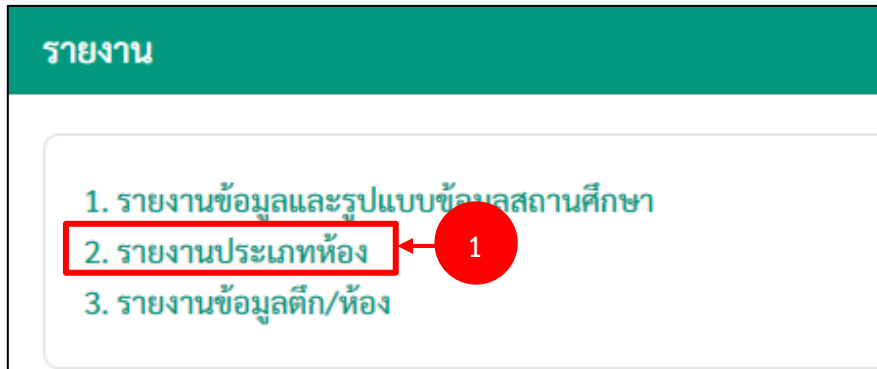 รายงาน
1. รายงานข้อมูลและรูปแบบข้อมูลสถานศึกษา
2. รายงานประเภทห้อง
1
3. รายงานข้อมูลตึก/ห้อง